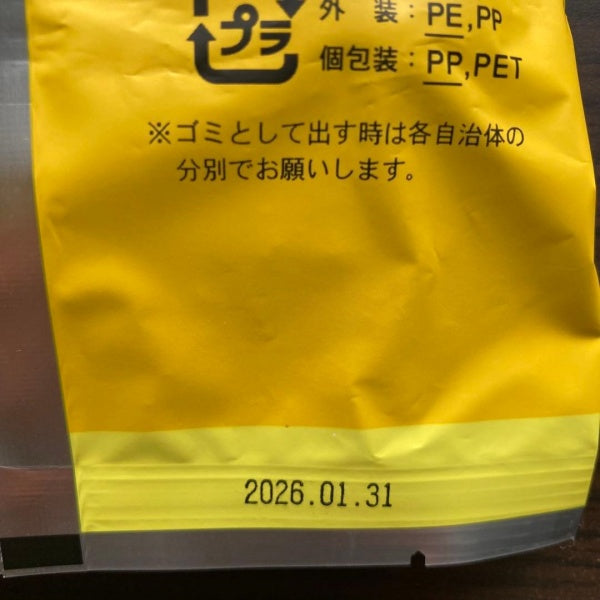 外 装：PE,PP
プラ
個包装：PP,PET
※ゴミとして出す時は各自治体の
分別でお願いします。
2026.01.31